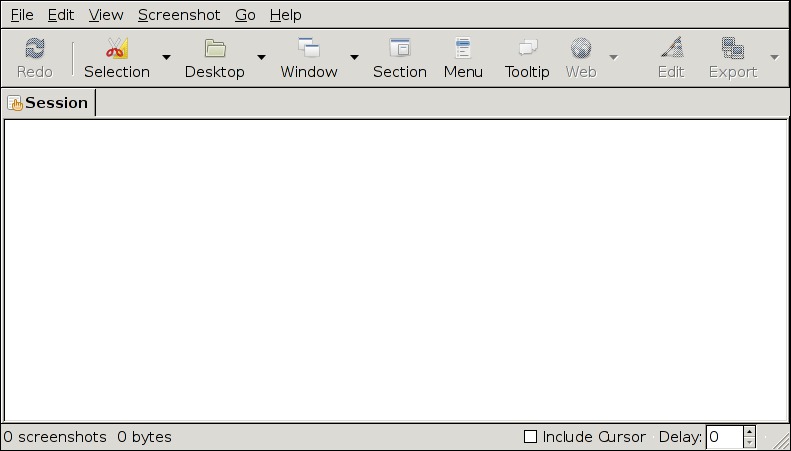 File Edit View Screenshot Go Help
Redo Selection Desktop Window Section Menu Tooltip Web Edit Export
Session
0 screenshots 0 bytes Include Cursor Delay: 0